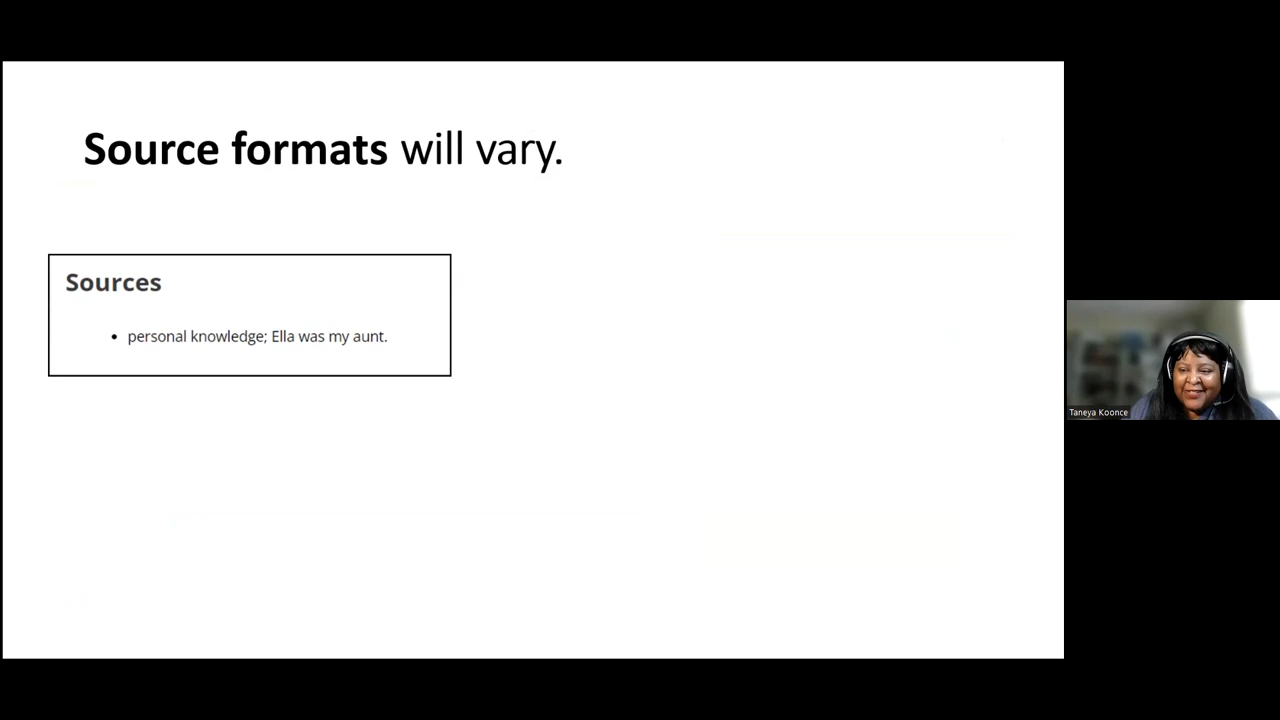 Source formats will vary.
Sources
• personal knowledge; Ella was my aunt.
Taneya Koonce